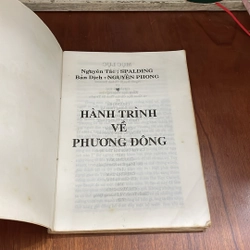 Nguyên Tác: SPALDING
Bản Dịch: NGUYÊN PHONG
HÀNH TRÌNH
VỀ
PHƯƠNG ĐÔNG